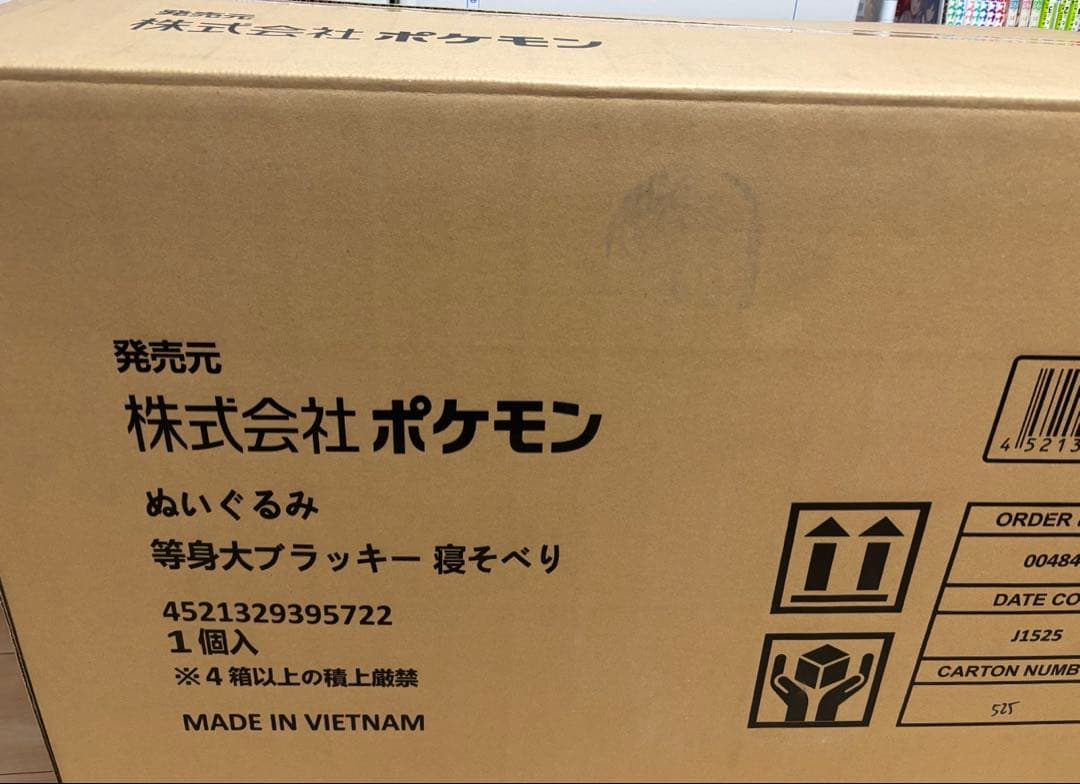 発売元
株式会社 ポケモン
発売元
株式会社 ポケモン
ぬいぐるみ
等身大ブラッキー 寝そべり
4521329395722
1個入
※4箱以上の積上厳禁
MADE IN VIETNAM
4 5213
ORDER
00484
DATE CO
J1525
CARTON NUMB
525